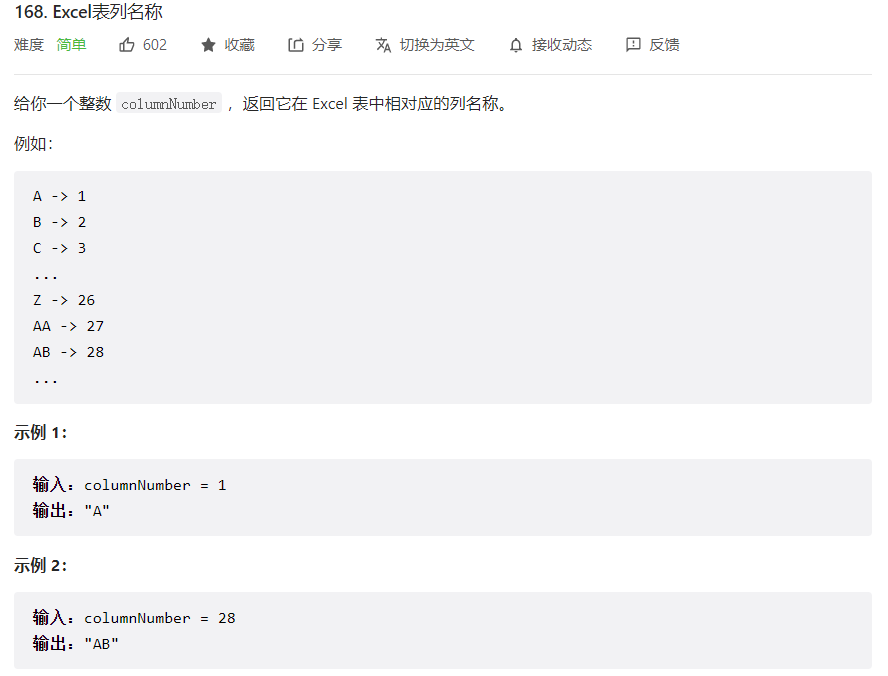 168. Excel表列名称
难度 简单 602 收藏 分享 切换为英文 接收动态 反馈
给你一个整数 columnNumber ，返回它在 Excel 表中相对应的列名称。
例如：
A -> 1
B -> 2
C -> 3
...
Z -> 26
AA -> 27
AB -> 28
...
示例 1：
输入：columnNumber = 1
输出："A"
示例 2：
输入：columnNumber = 28
输出："AB"